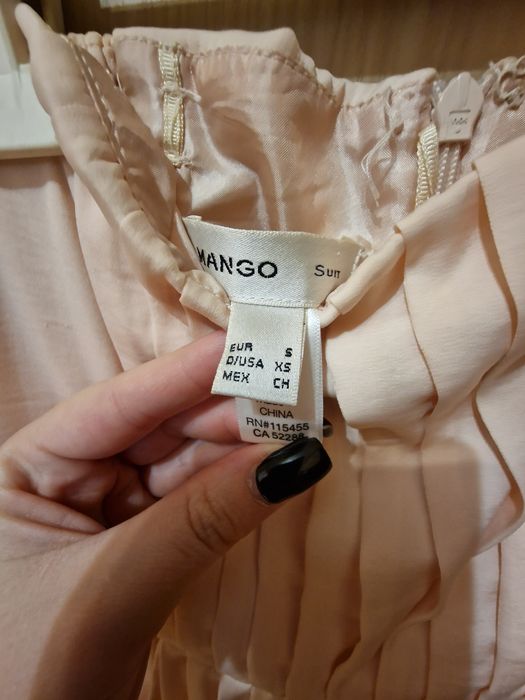 MANGO Suit
EUR S
D/USA XS
MEX CH
CHINA
RN#115455
CA 52288